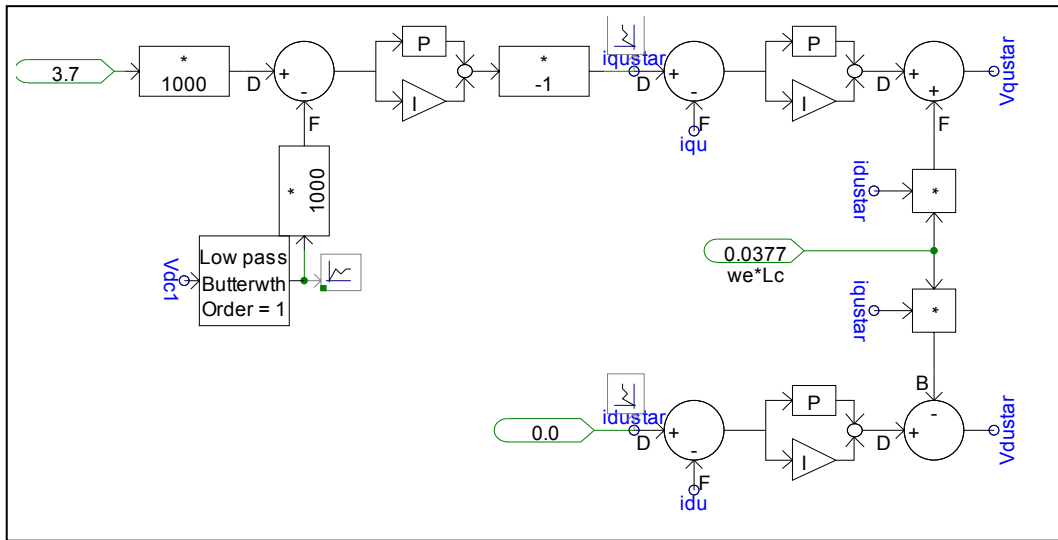 3.7
*
1000
D
+
-
F
P
I
*
-1
iqustar
D
+
-
F
iqu
P
I
D
+
+
F
Vqustar
*
1000
Vdc1
Low pass
Butterwth
Order = 1
idustar
*
0.0377
we*Lc
iqustar
*
B
0.0
idustar
D
+
-
F
idu
P
I
D
+
-
Vdustar